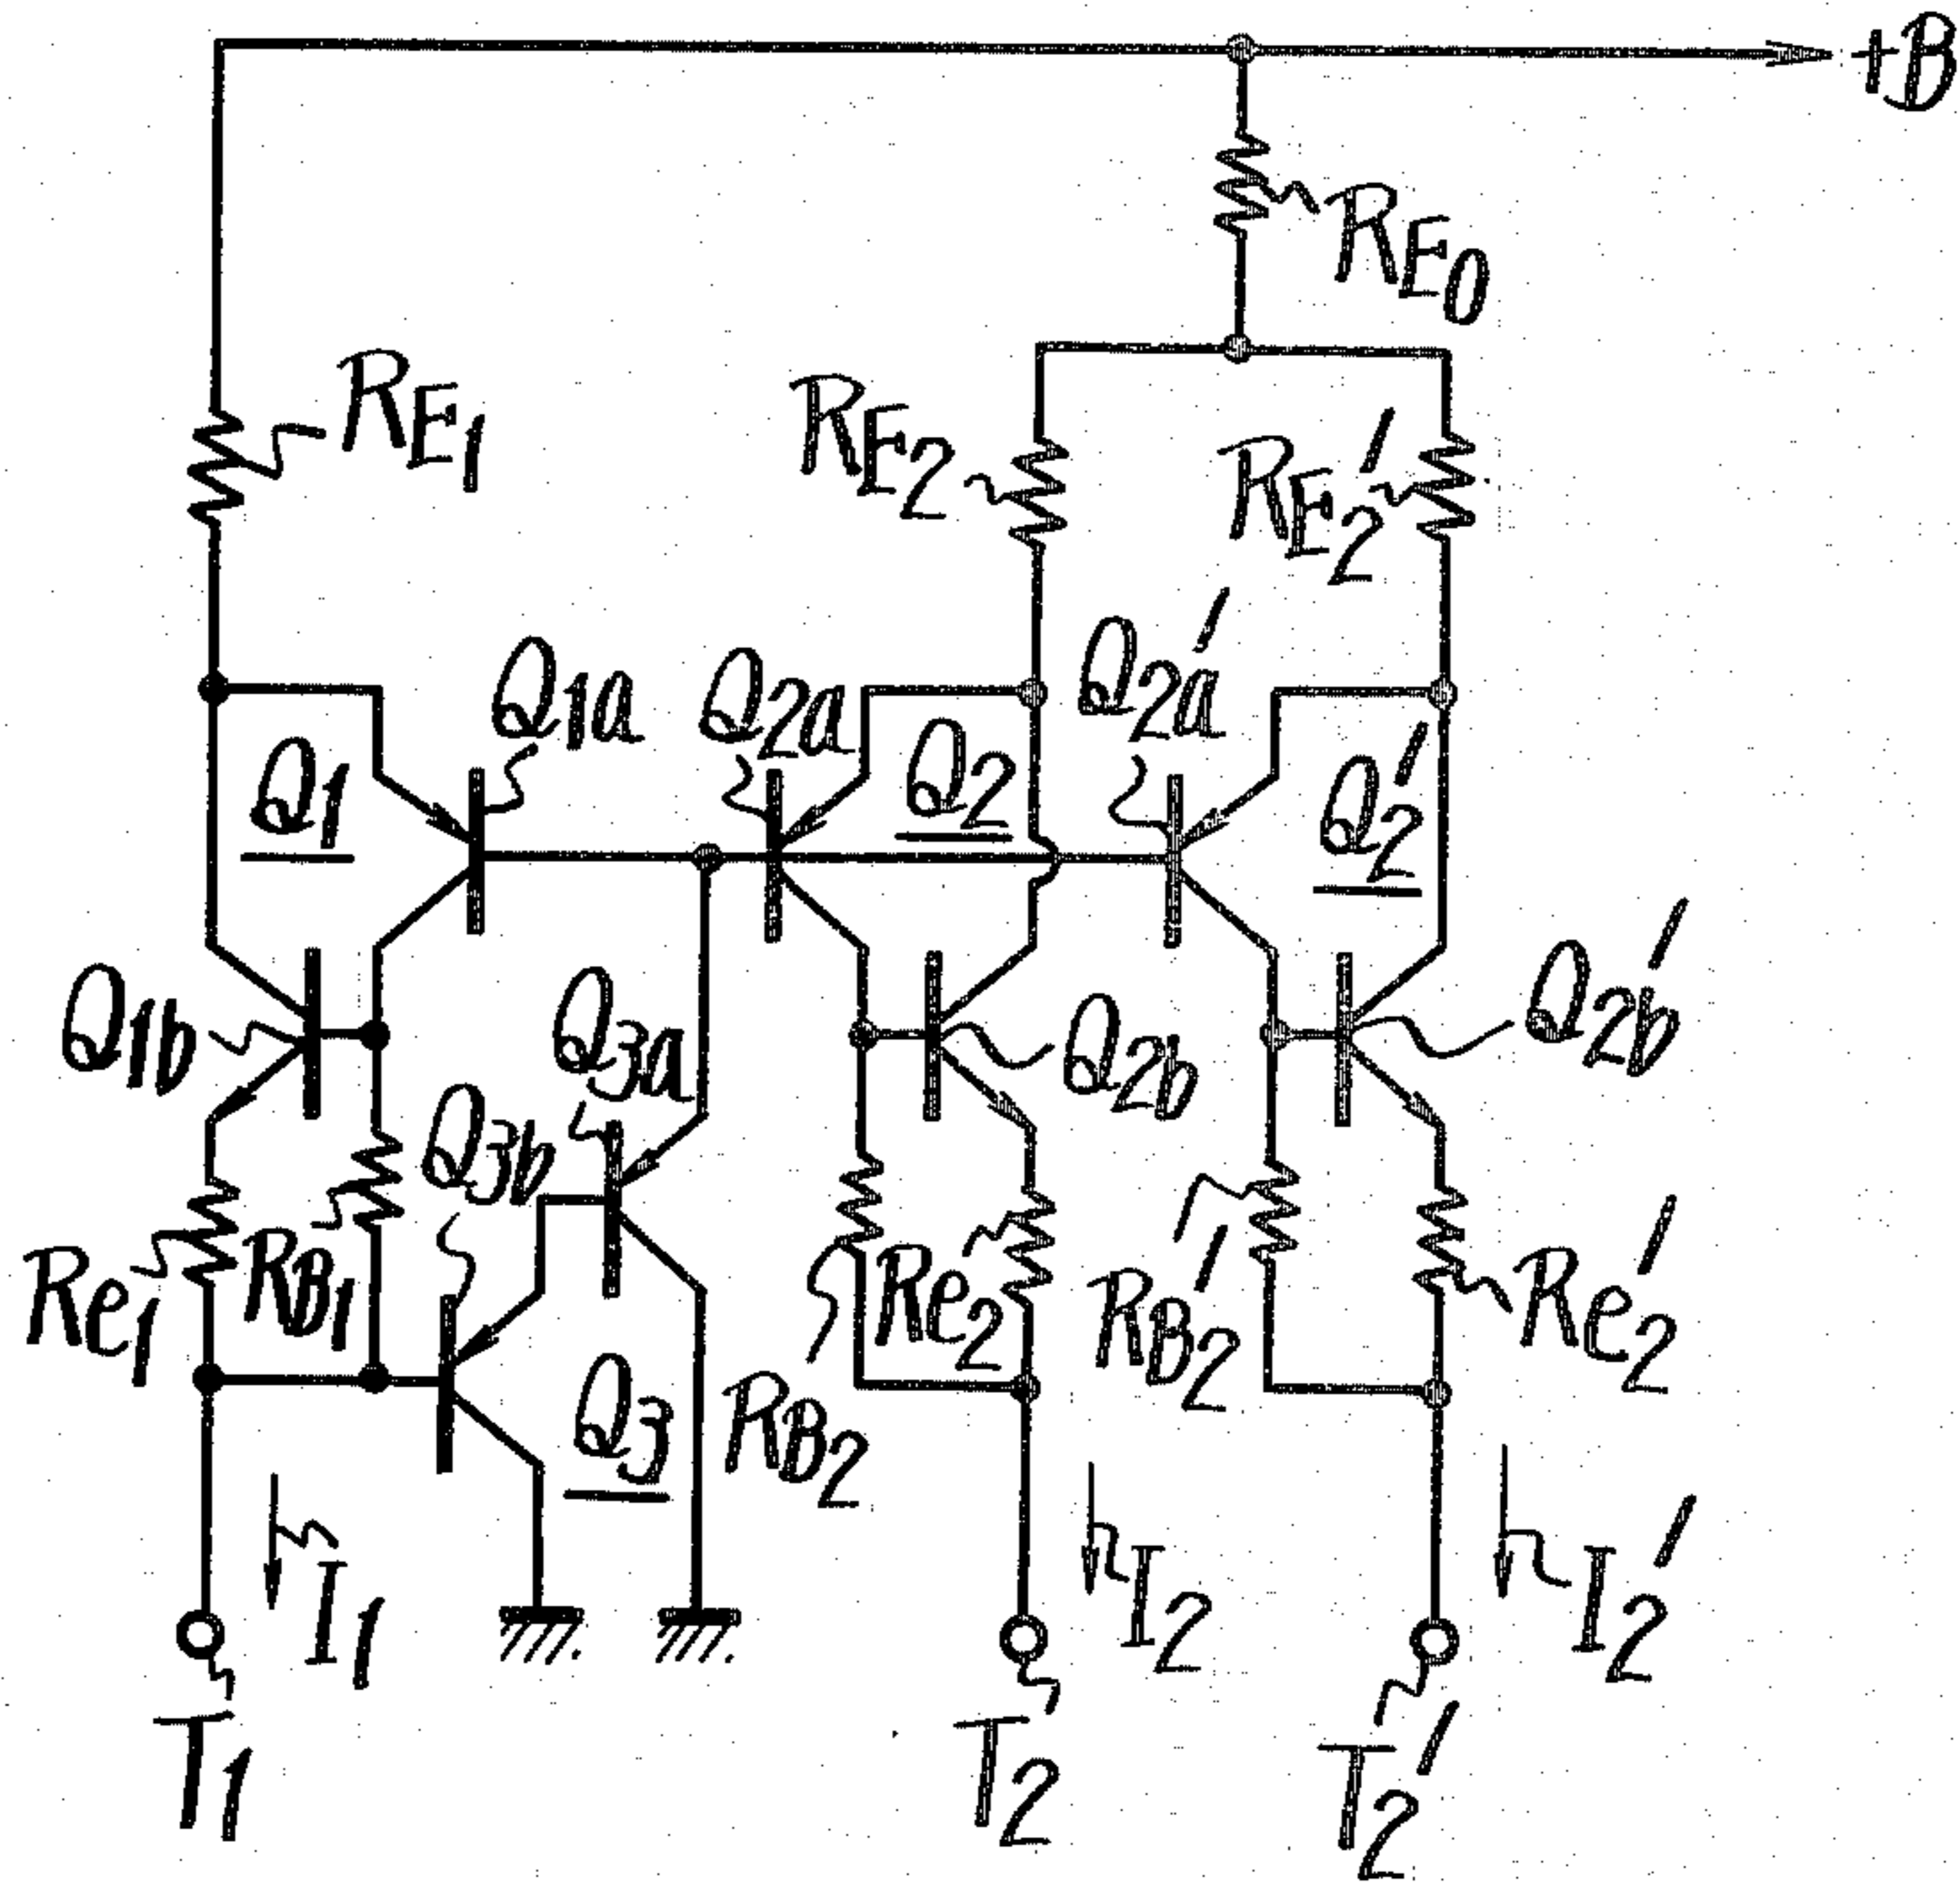 +B
RE0
RE1
RE2
RE2'
Q1a
Q2a
Q2a'
Q1
Q2
Q2'
Q1b
Q3a
Q2b
Q2b'
Q3b
Re1
RB1
Re2
RB2'
Re2'
Q3
RB2
I1
I2
I2'
T1
T2
T2'